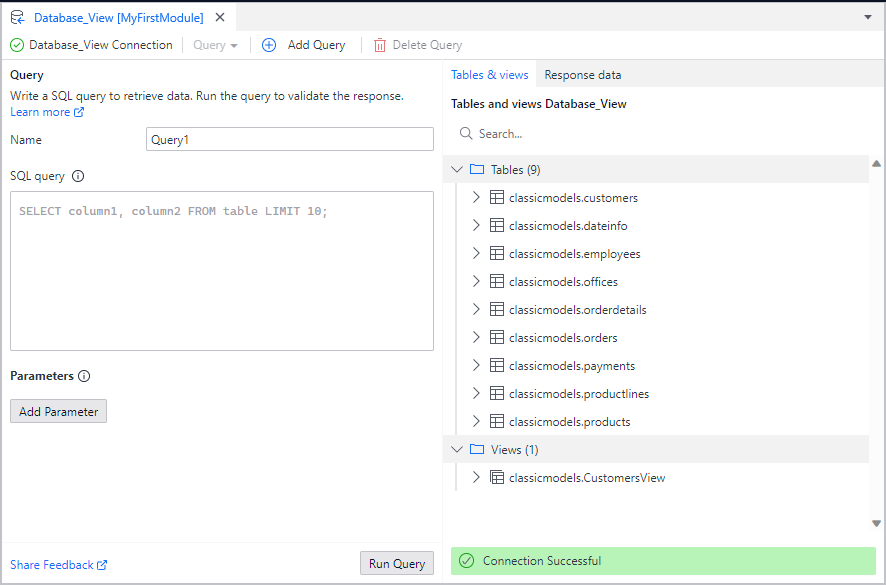 Database_View [MyFirstModule]
Database_View Connection
Query
Add Query
Delete Query
Query
Write a SQL query to retrieve data. Run the query to validate the response.
Learn more
Name
Query1
SQL query
SELECT column1, column2 FROM table LIMIT 10;
Parameters
Add Parameter
Share Feedback
Run Query
Tables & views
Response data
Tables and views Database_View
Search...
Tables (9)
classicmodels.customers
classicmodels.dateinfo
classicmodels.employees
classicmodels.offices
classicmodels.orderdetails
classicmodels.orders
classicmodels.payments
classicmodels.productlines
classicmodels.products
Views (1)
classicmodels.CustomersView
Connection Successful